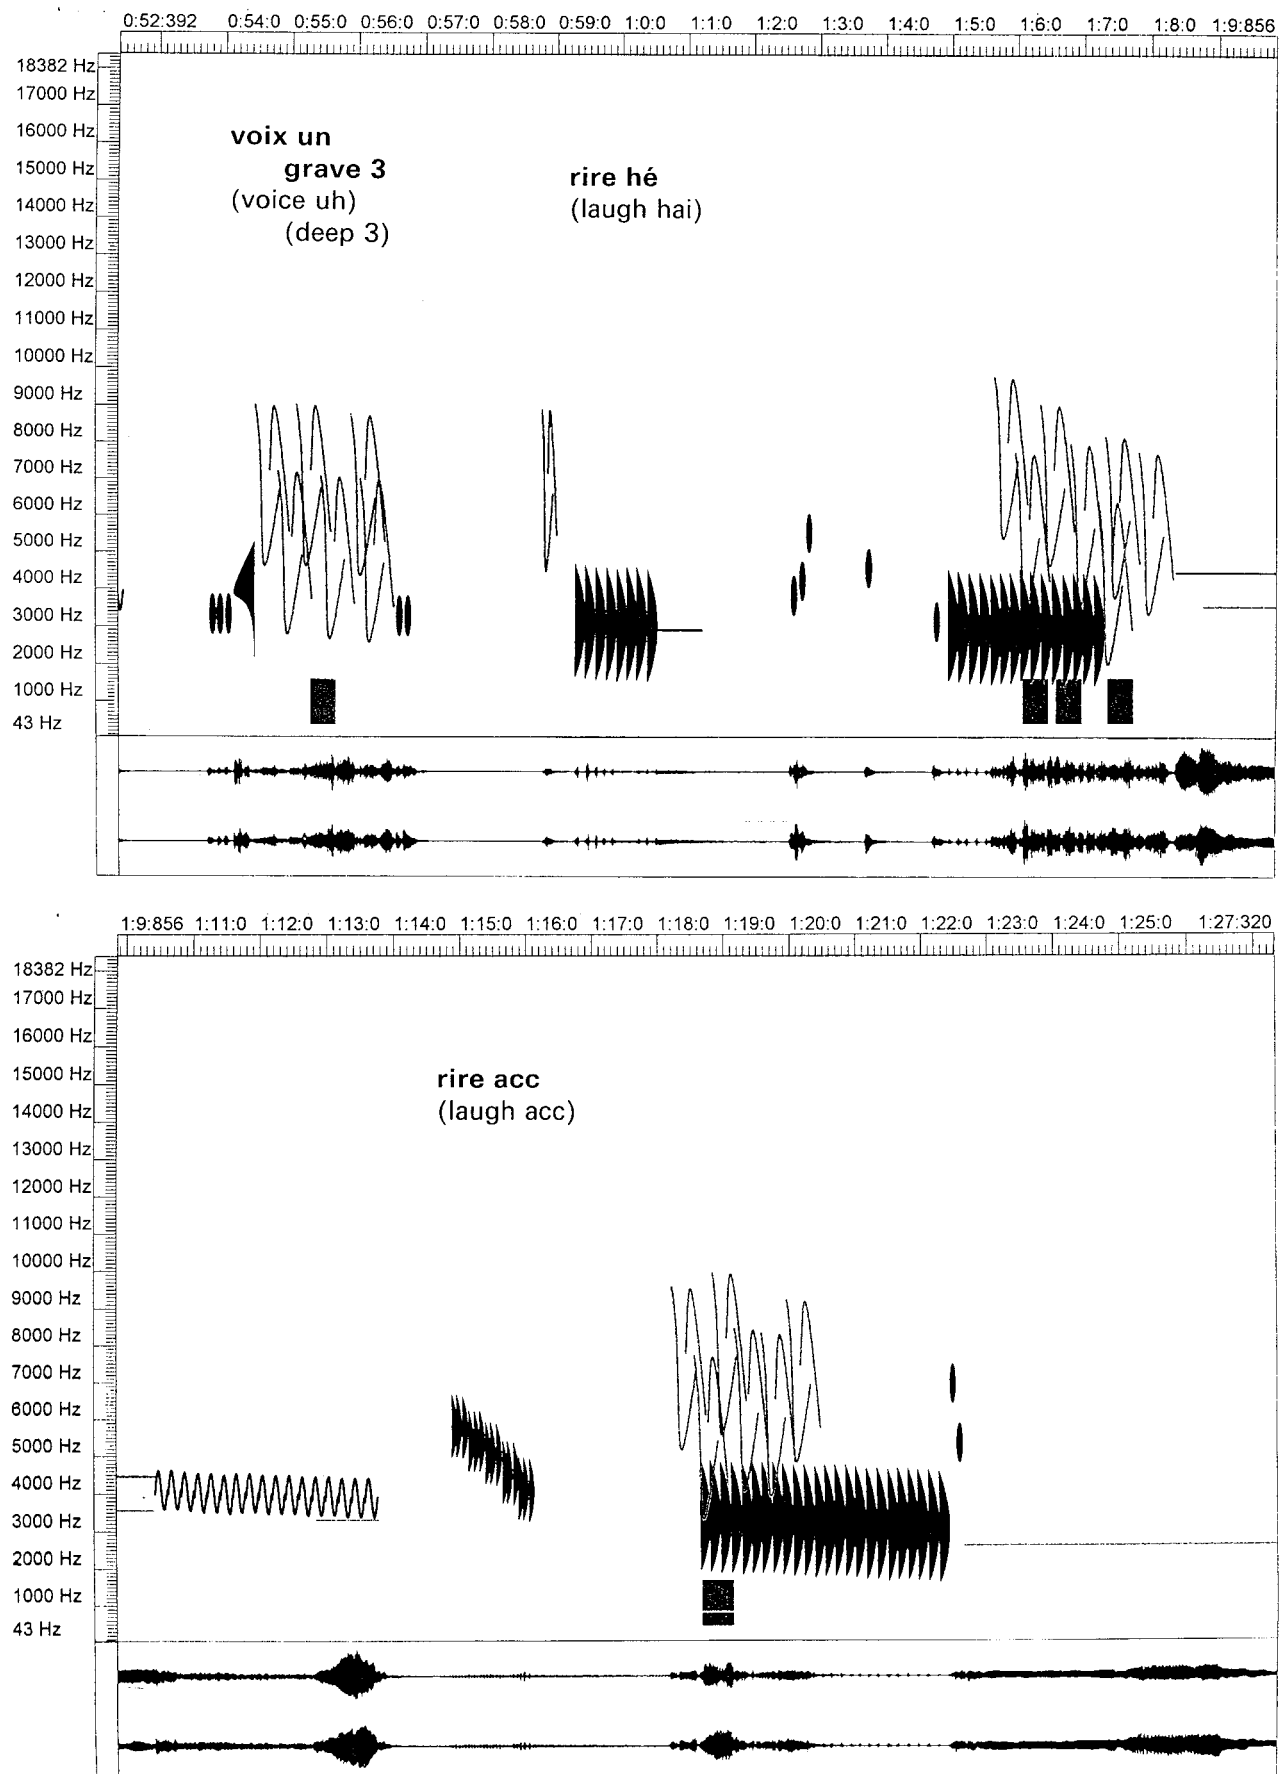 0:52:392 0:54:0 0:55:0 0:56:0 0:57:0 0:58:0 0:59:0 1:0:0 1:1:0 1:2:0 1:3:0 1:4:0 1:5:0 1:6:0 1:7:0 1:8:0 1:9:856
18382 Hz
17000 Hz
16000 Hz
15000 Hz
14000 Hz
13000 Hz
12000 Hz
11000 Hz
10000 Hz
9000 Hz
8000 Hz
7000 Hz
6000 Hz
5000 Hz
4000 Hz
3000 Hz
2000 Hz
1000 Hz
43 Hz
voix un
grave 3
(voice uh)
(deep 3)
rire hé
(laugh hai)
1:9:856 1:11:0 1:12:0 1:13:0 1:14:0 1:15:0 1:16:0 1:17:0 1:18:0 1:19:0 1:20:0 1:21:0 1:22:0 1:23:0 1:24:0 1:25:0 1:27:320
18382 Hz
17000 Hz
16000 Hz
15000 Hz
14000 Hz
13000 Hz
12000 Hz
11000 Hz
10000 Hz
9000 Hz
8000 Hz
7000 Hz
6000 Hz
5000 Hz
4000 Hz
3000 Hz
2000 Hz
1000 Hz
43 Hz
rire acc
(laugh acc)